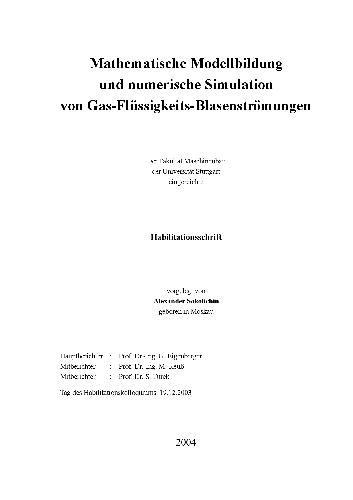 Mathematische Modellbildung
und numerische Simulation
von Gas-Flüssigkeits-Blasenströmungen
der Fakultät Maschinenbau
der Universität Stuttgart
eingereichte
Habilitationsschrift
vorgelegt von
Alexander Sokolichin
geboren in Moskau
Hauptberichter : Prof. Dr.-Ing. G. Eigenberger
Mitberichter : Prof. Dr.-Ing. M.
Mitberichter : Prof. Dr. S. Turek
Tag des Habilitationskolloquiums: 19.12.2003
2004